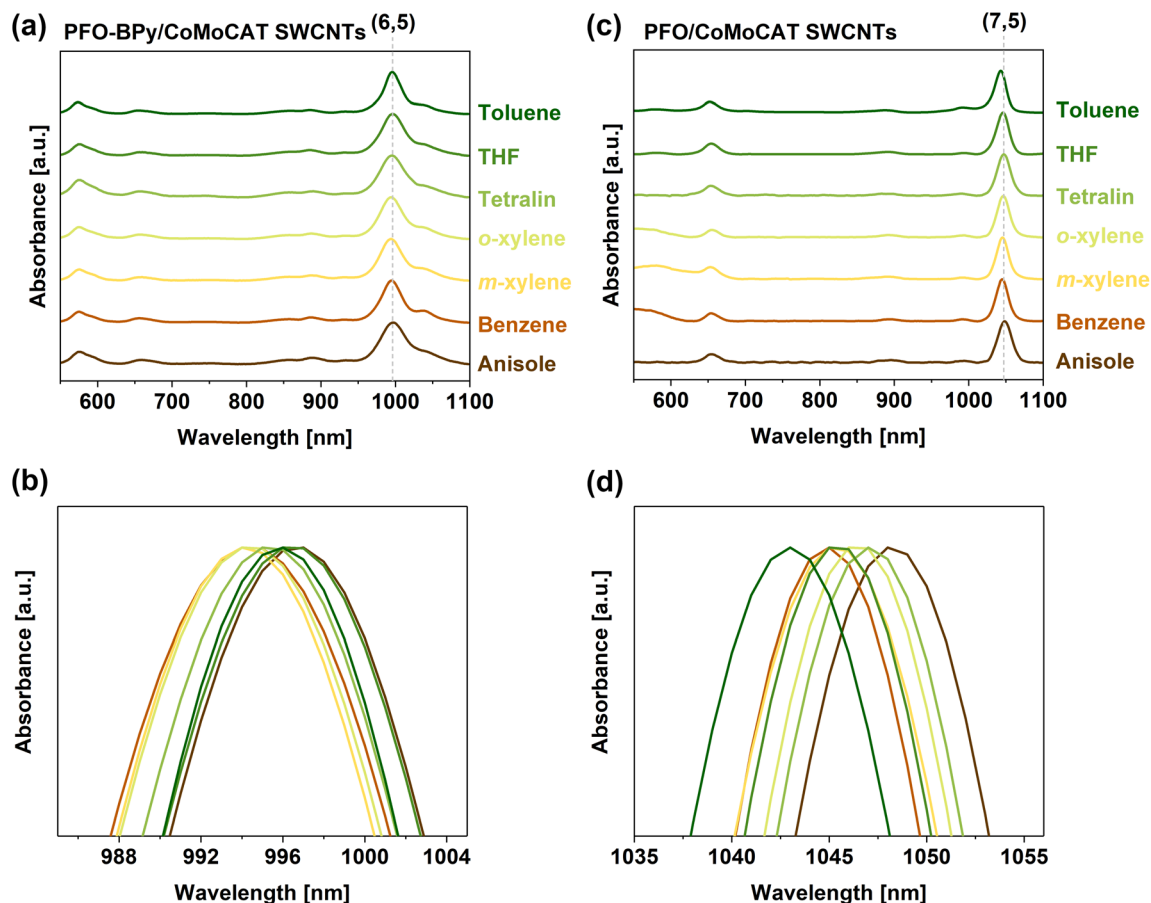 (a)
PFO-BPy/CoMoCAT SWCNTs
(6,5)
Absorbance [a.u.]
Toluene
THF
Tetralin
o-xylene
m-xylene
Benzene
Anisole
600 700 800 900 1000 1100
Wavelength [nm]
(c)
PFO/CoMoCAT SWCNTs
(7,5)
Absorbance [a.u.]
Toluene
THF
Tetralin
o-xylene
m-xylene
Benzene
Anisole
600 700 800 900 1000 1100
Wavelength [nm]
(b)
Absorbance [a.u.]
988 992 996 1000 1004
Wavelength [nm]
(d)
Absorbance [a.u.]
1035 1040 1045 1050 1055
Wavelength [nm]